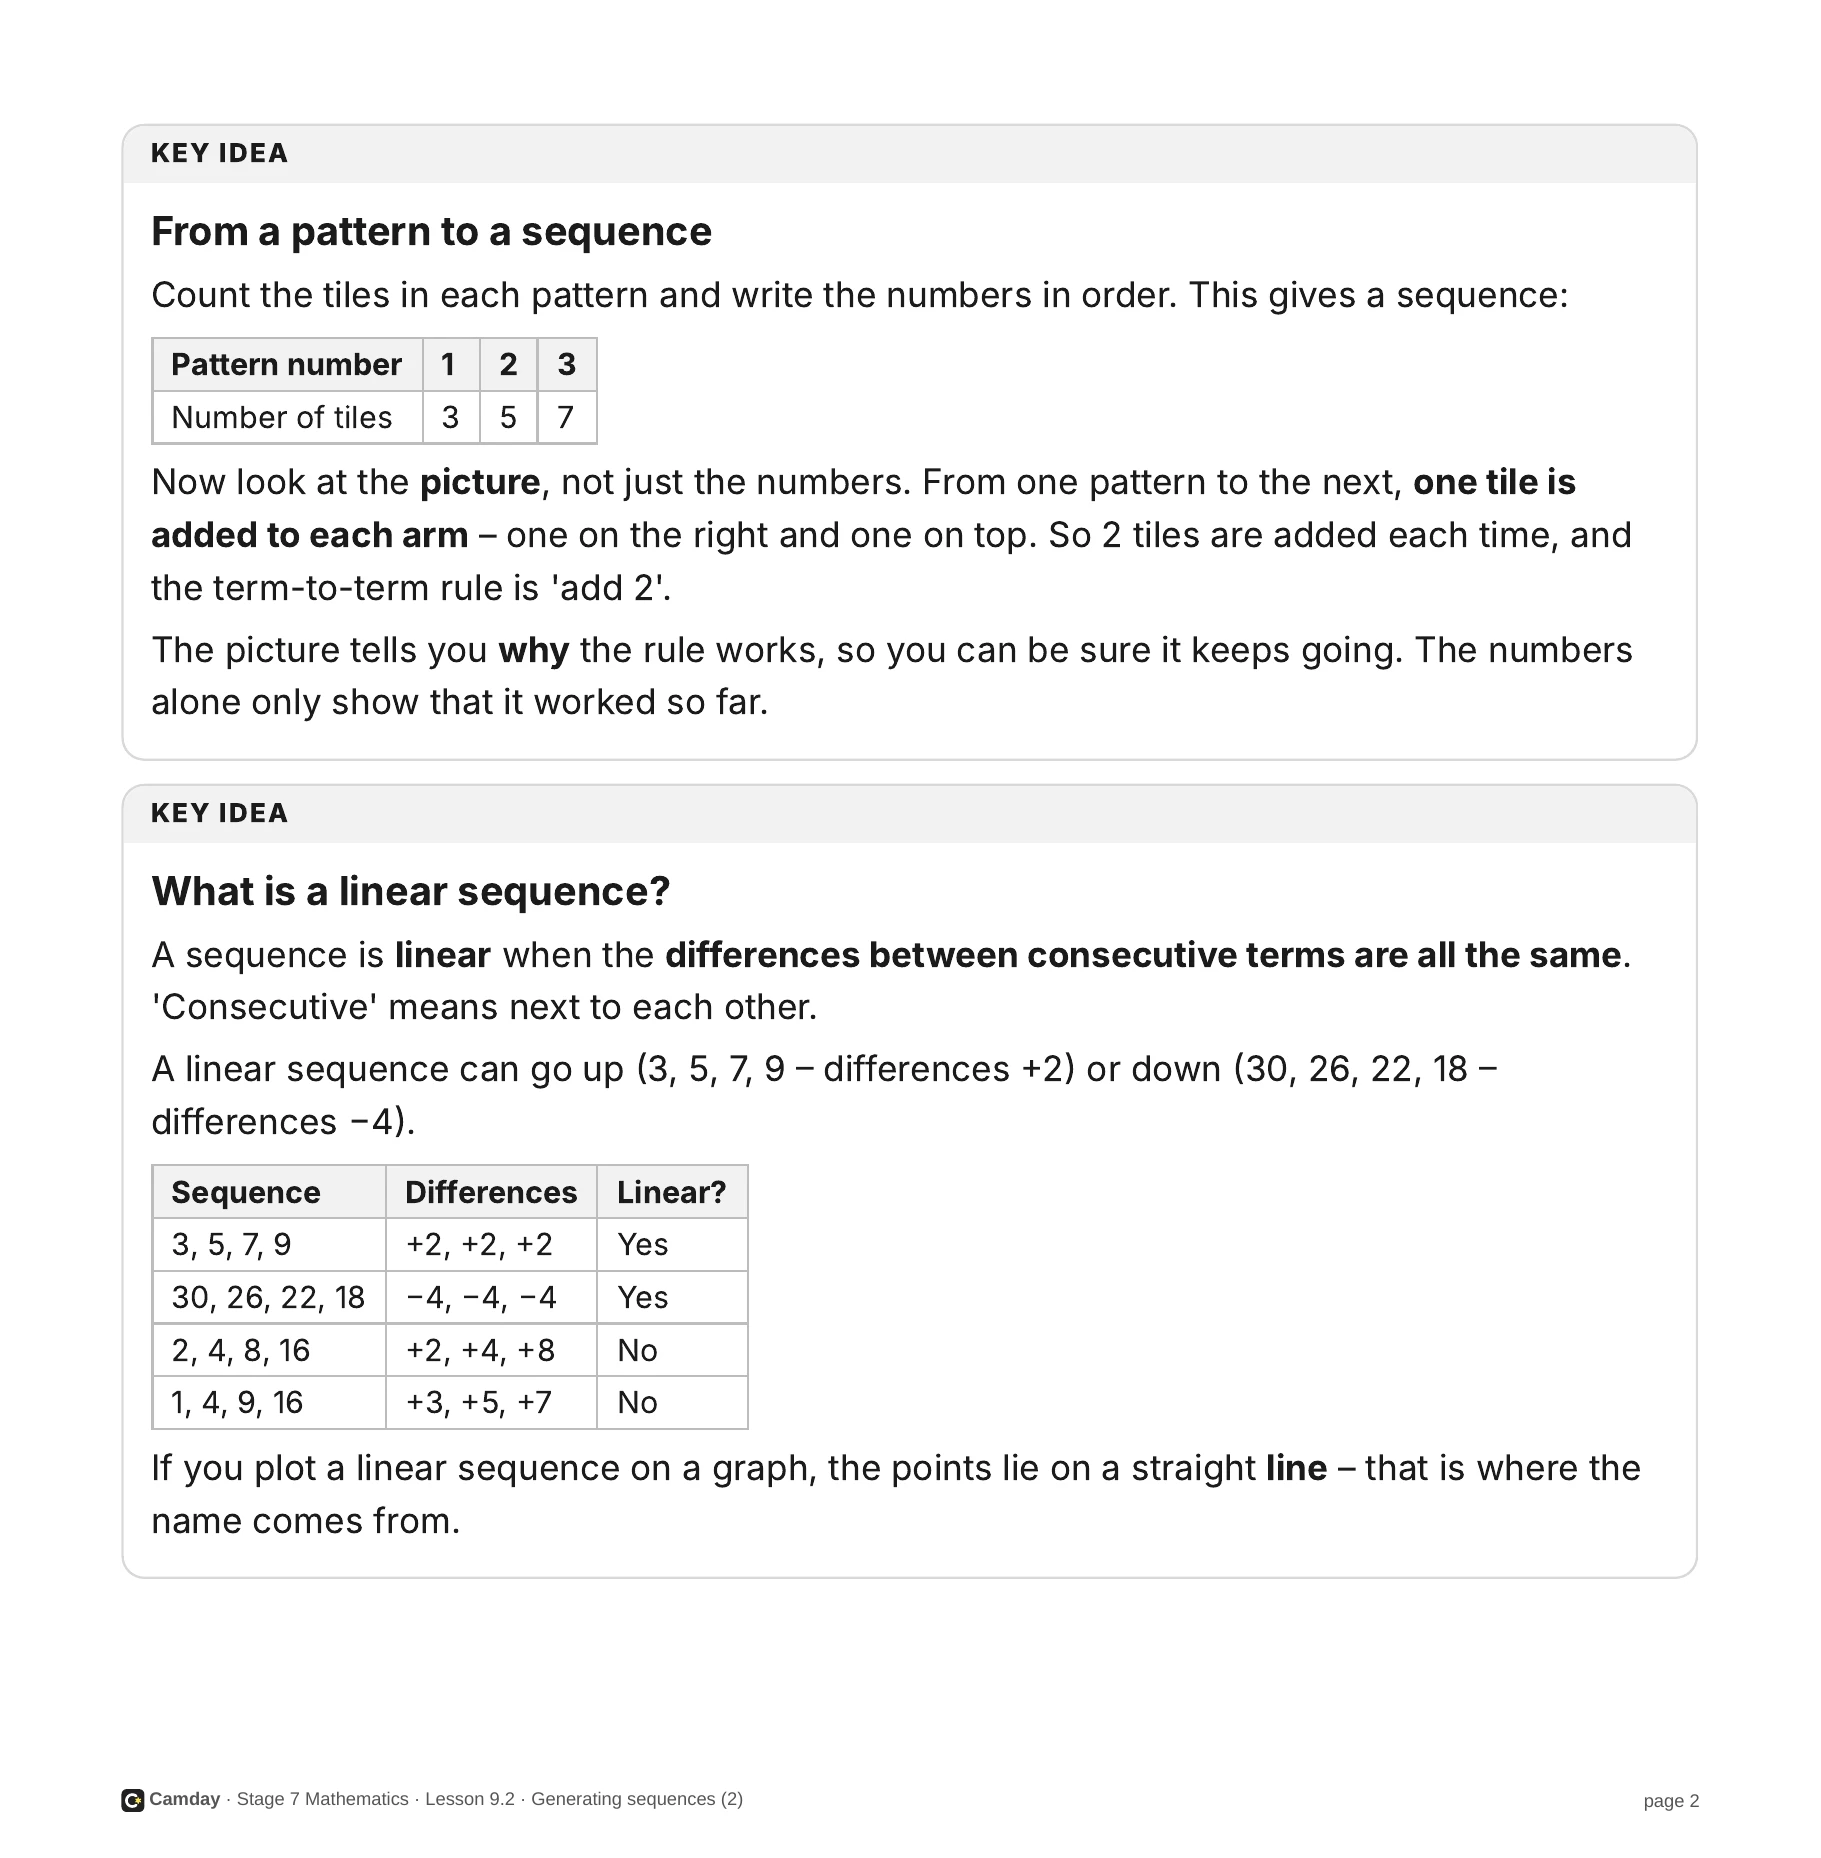 KEY IDEA
From a pattern to a sequence
Count the tiles in each pattern and write the numbers in order. This gives a sequence:
Pattern number 1 2 3
Number of tiles 3 5 7
Now look at the picture, not just the numbers. From one pattern to the next, one tile is
added to each arm – one on the right and one on top. So 2 tiles are added each time, and
the term-to-term rule is 'add 2'.
The picture tells you why the rule works, so you can be sure it keeps going. The numbers
alone only show that it worked so far.
KEY IDEA
What is a linear sequence?
A sequence is linear when the differences between consecutive terms are all the same.
'Consecutive' means next to each other.
A linear sequence can go up (3, 5, 7, 9 – differences +2) or down (30, 26, 22, 18 –
differences −4).
Sequence Differences Linear?
3, 5, 7, 9 +2, +2, +2 Yes
30, 26, 22, 18 −4, −4, −4 Yes
2, 4, 8, 16 +2, +4, +8 No
1, 4, 9, 16 +3, +5, +7 No
If you plot a linear sequence on a graph, the points lie on a straight line – that is where the
name comes from.
Camday · Stage 7 Mathematics · Lesson 9.2 · Generating sequences (2) page 2